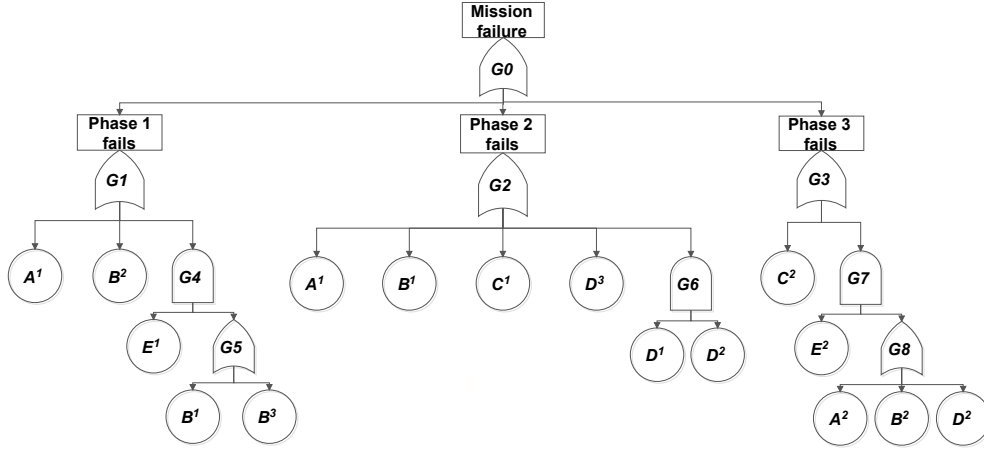 Mission
failure
G0
Phase 1
fails
Phase 2
fails
Phase 3
fails
G1
G2
G3
A¹
B²
G4
A¹
B¹
C¹
D³
G6
C²
G7
E¹
G5
D¹
D²
E²
G8
B¹
B³
A²
B²
D²